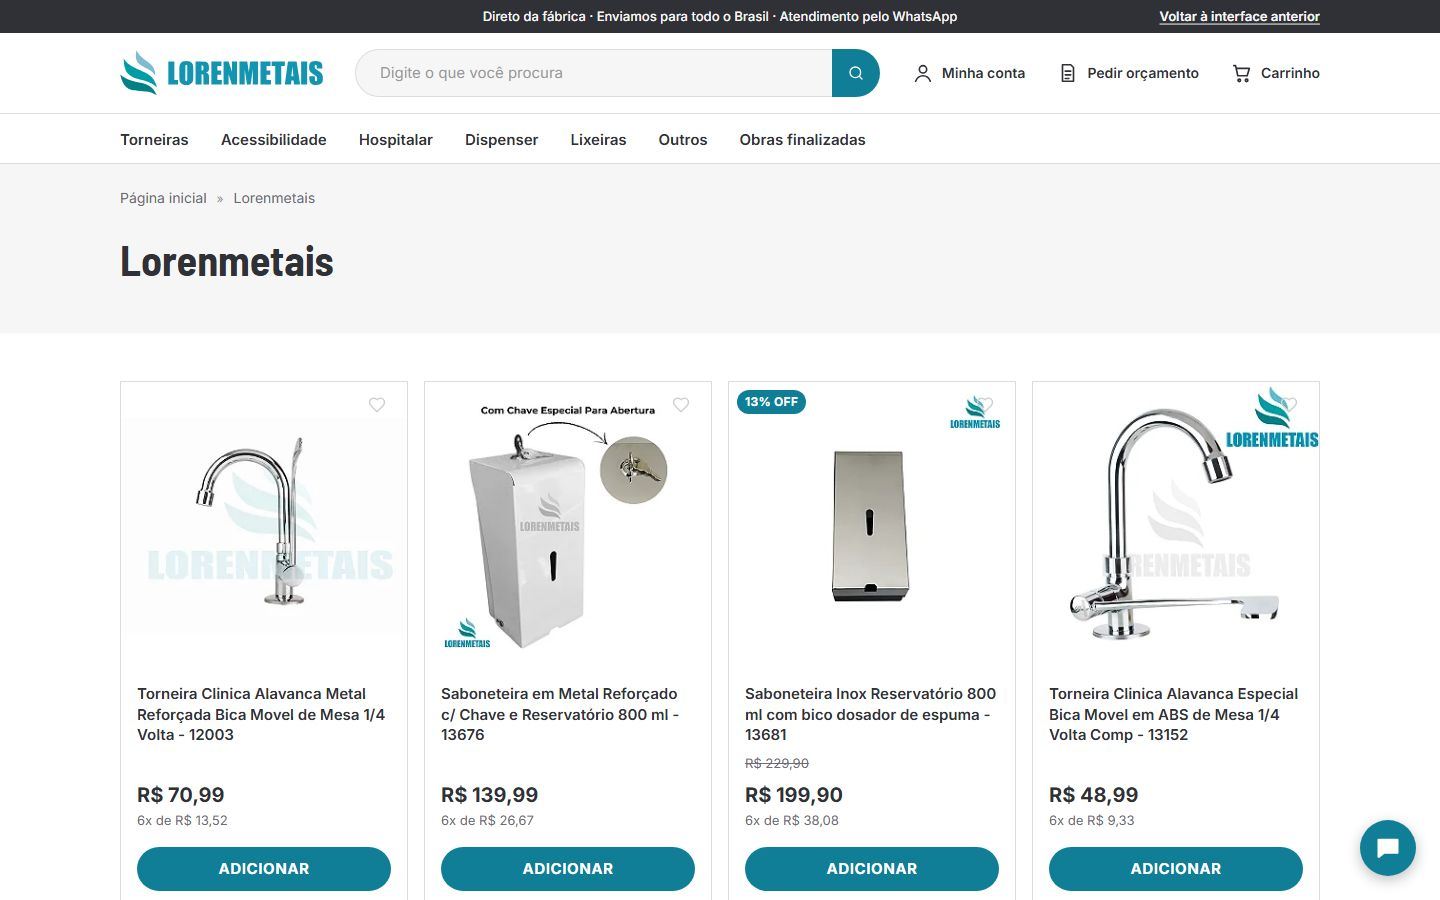 Direto da fábrica · Enviamos para todo o Brasil · Atendimento pelo WhatsApp
Voltar à interface anterior
LORENMETAIS
Digite o que você procura
Minha conta
Pedir orçamento
Carrinho
Torneiras
Acessibilidade
Hospitalar
Dispenser
Lixeiras
Outros
Obras finalizadas
Página inicial » Lorenmetais
Lorenmetais
LORENMETAIS
Com Chave Especial Para Abertura
LORENMETAIS
LORENMETAIS
13% OFF
LORENMETAIS
LORENMETAIS
LORENMETAIS
Torneira Clinica Alavanca Metal
Reforçada Bica Movel de Mesa 1/4
Volta - 12003
R$ 70,99
6x de R$ 13,52
ADICIONAR
Saboneteira em Metal Reforçado
c/ Chave e Reservatório 800 ml -
13676
R$ 139,99
6x de R$ 26,67
ADICIONAR
Saboneteira Inox Reservatório 800
ml com bico dosador de espuma -
13681
R$ 229,90
R$ 199,90
6x de R$ 38,08
ADICIONAR
Torneira Clinica Alavanca Especial
Bica Movel em ABS de Mesa 1/4
Volta Comp - 13152
R$ 48,99
6x de R$ 9,33
ADICIONAR